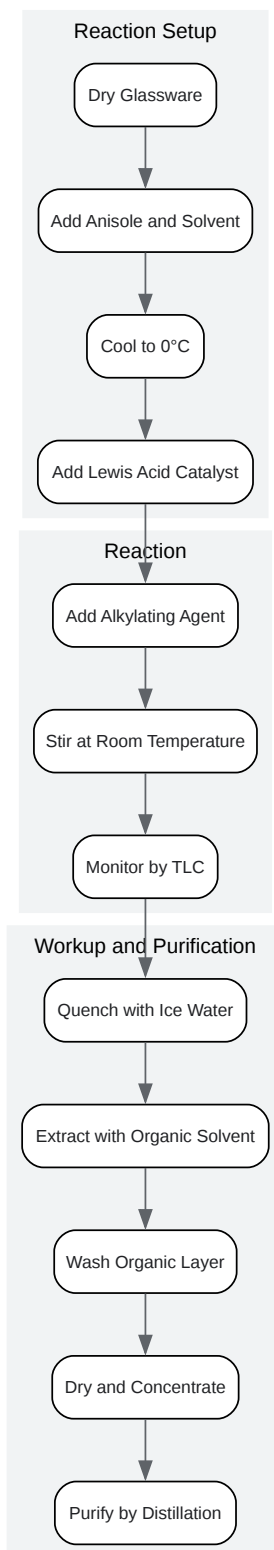 Reaction Setup
Dry Glassware
Add Anisole and Solvent
Cool to 0°C
Add Lewis Acid Catalyst
Reaction
Add Alkylating Agent
Stir at Room Temperature
Monitor by TLC
Workup and Purification
Quench with Ice Water
Extract with Organic Solvent
Wash Organic Layer
Dry and Concentrate
Purify by Distillation